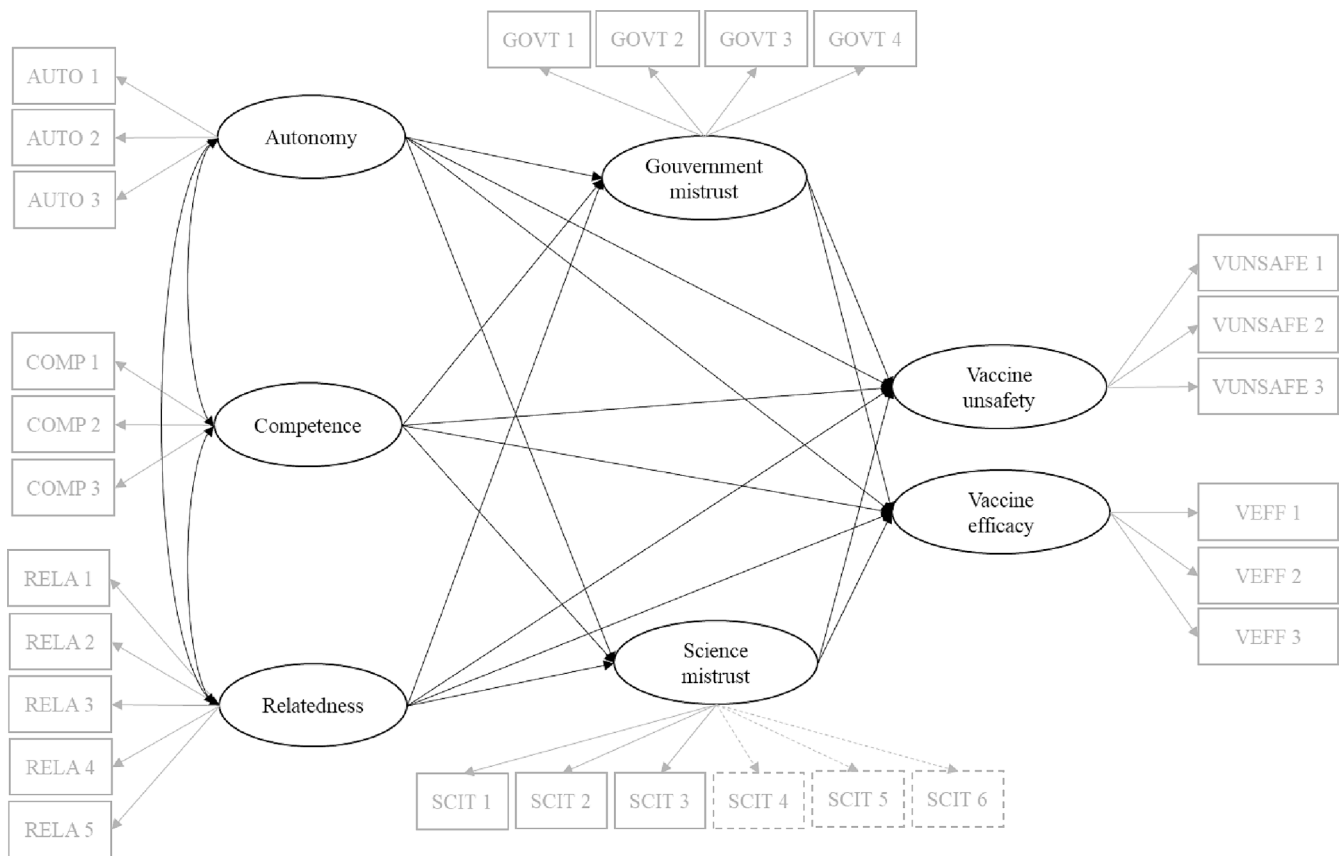 GOVT 1
GOVT 2
GOVT 3
GOVT 4
AUTO 1
AUTO 2
AUTO 3
Autonomy
Gouvernment
mistrust
VUNSAFE 1
VUNSAFE 2
VUNSAFE 3
COMP 1
COMP 2
COMP 3
Competence
Vaccine
unsafety
Vaccine
efficacy
VEFF 1
VEFF 2
VEFF 3
RELA 1
RELA 2
RELA 3
RELA 4
RELA 5
Relatedness
Science
mistrust
SCIT 1
SCIT 2
SCIT 3
SCIT 4
SCIT 5
SCIT 6